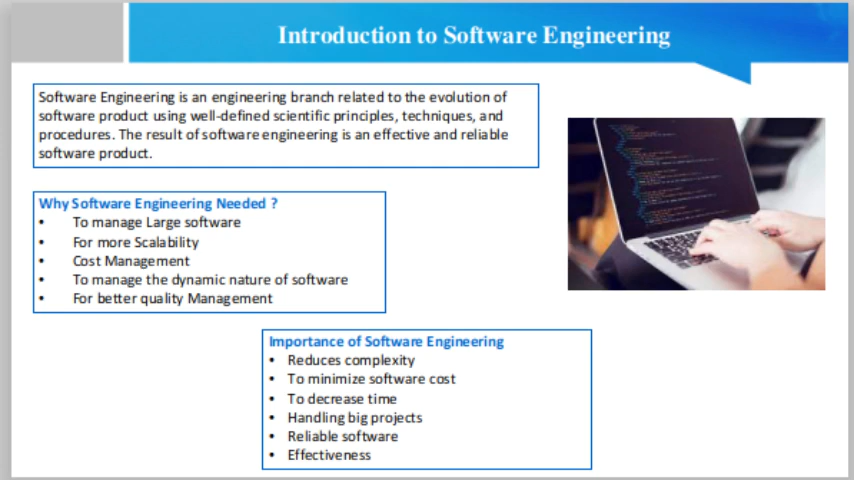 Introduction to Software Engineering
Software Engineering is an engineering branch related to the evolution of
software product using well-defined scientific principles, techniques, and
procedures. The result of software engineering is an effective and reliable
software product.
Why Software Engineering Needed ?
• To manage Large software
• For more Scalability
• Cost Management
• To manage the dynamic nature of software
• For better quality Management
Importance of Software Engineering
• Reduces complexity
• To minimize software cost
• To decrease time
• Handling big projects
• Reliable software
• Effectiveness